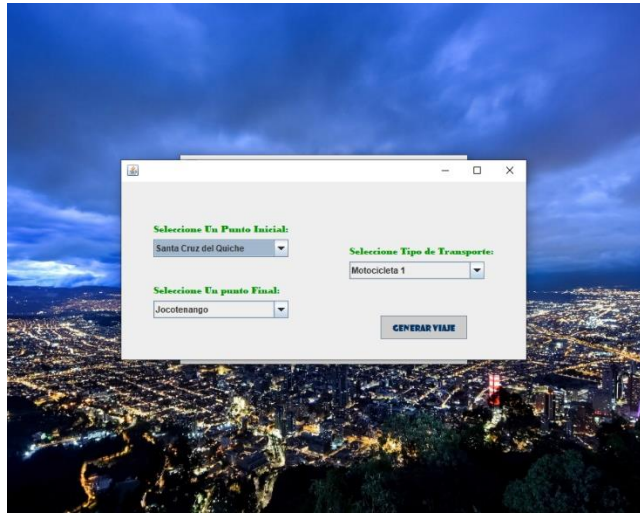 Seleccione Un Punto Inicial:
Santa Cruz del Quiche
Seleccione Tipo de Transporte:
Motocicleta 1
Seleccione Un punto Final:
Jocotenango
GENERAR VIAJE